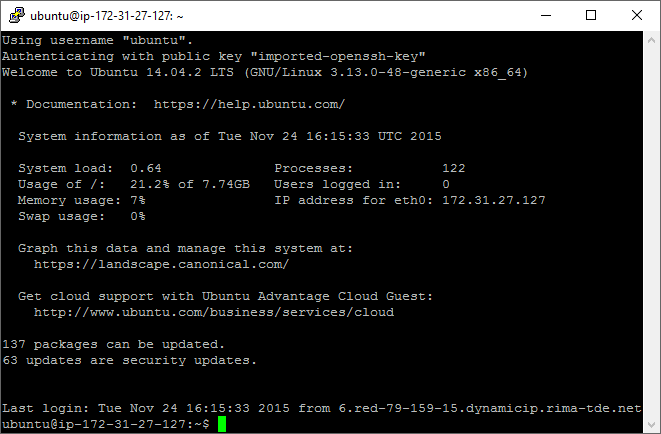 ubuntu@ip-172-31-27-127: ~
Using username "ubuntu".
Authenticating with public key "imported-openssh-key"
Welcome to Ubuntu 14.04.2 LTS (GNU/Linux 3.13.0-48-generic x86_64)
* Documentation:  https://help.ubuntu.com/
System information as of Tue Nov 24 16:15:33 UTC 2015
System load:  0.64              Processes:           122
Usage of /:   21.2% of 7.74GB   Users logged in:     0
Memory usage: 7%                IP address for eth0: 172.31.27.127
Swap usage:   0%
Graph this data and manage this system at:
https://landscape.canonical.com/
Get cloud support with Ubuntu Advantage Cloud Guest:
http://www.ubuntu.com/business/services/cloud
137 packages can be updated.
63 updates are security updates.
Last login: Tue Nov 24 16:15:33 2015 from 6.red-79-159-15.dynamicip.rima-tde.net
ubuntu@ip-172-31-27-127:~$